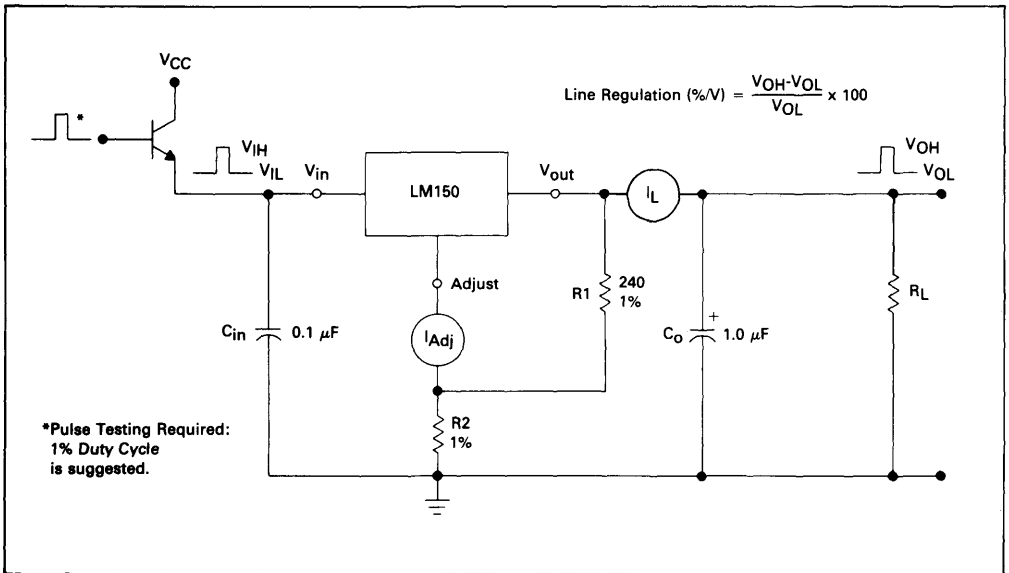 VCC
Line Regulation (%/V) = VOH-VOL / VOL x 100
*
VIH
VIL
Vin
LM150
Vout
IL
VOH
VOL
Adjust
R1
240
1%
RL
Cin
0.1 μF
IAdj
+
Co
1.0 μF
R2
1%
*Pulse Testing Required:
1% Duty Cycle
is suggested.